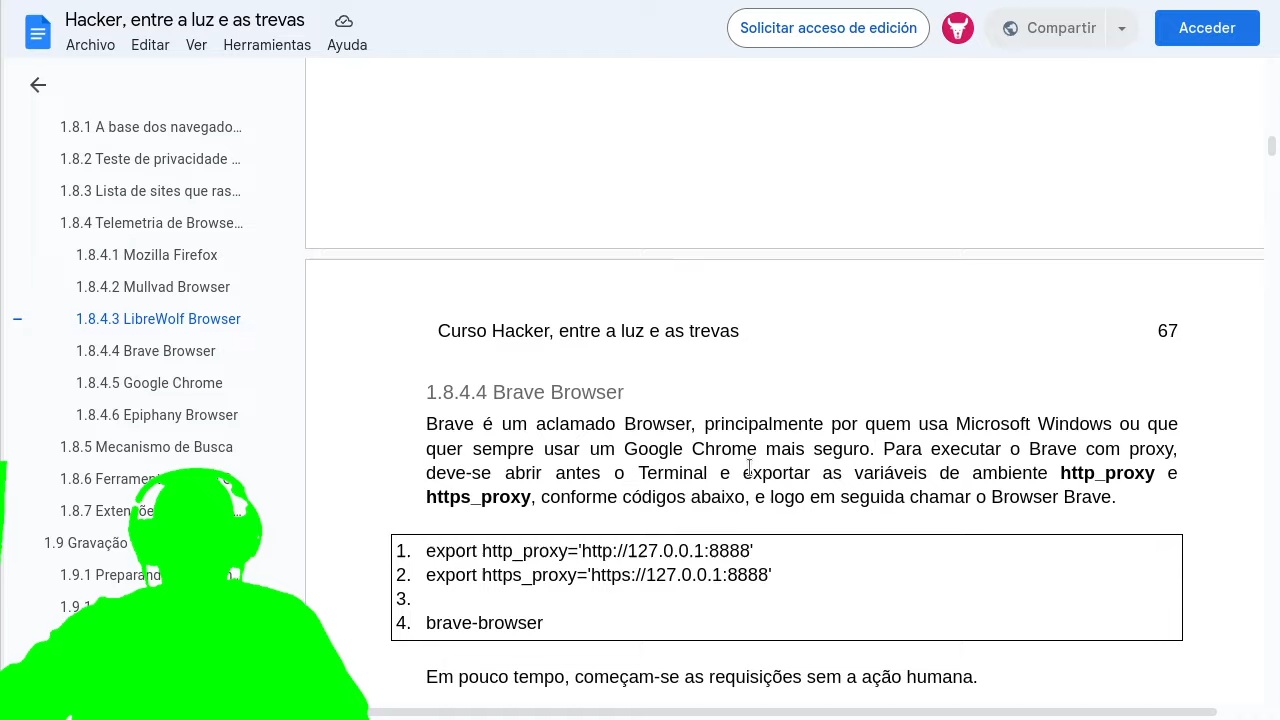 Hacker, entre a luz e as trevas
Archivo Editar Ver Herramientas Ayuda
Solicitar acceso de edición
Compartir
Acceder
1.8.1 A base dos navegado…
1.8.2 Teste de privacidade …
1.8.3 Lista de sites que ras…
1.8.4 Telemetria de Browse…
1.8.4.1 Mozilla Firefox
1.8.4.2 Mullvad Browser
1.8.4.3 LibreWolf Browser
1.8.4.4 Brave Browser
1.8.4.5 Google Chrome
1.8.4.6 Epiphany Browser
1.8.5 Mecanismo de Busca
1.8.6
1.8.7
1.9 Gravação
1.9.1
Curso Hacker, entre a luz e as trevas 67
1.8.4.4 Brave Browser
Brave é um aclamado Browser, principalmente por quem usa Microsoft Windows ou que
quer sempre usar um Google Chrome mais seguro. Para executar o Brave com proxy,
deve-se abrir antes o Terminal e exportar as variáveis de ambiente http_proxy e
https_proxy, conforme códigos abaixo, e logo em seguida chamar o Browser Brave.
1. export http_proxy='http://127.0.0.1:8888'
2. export https_proxy='https://127.0.0.1:8888'
3.
4. brave-browser
Em pouco tempo, começam-se as requisições sem a ação humana.